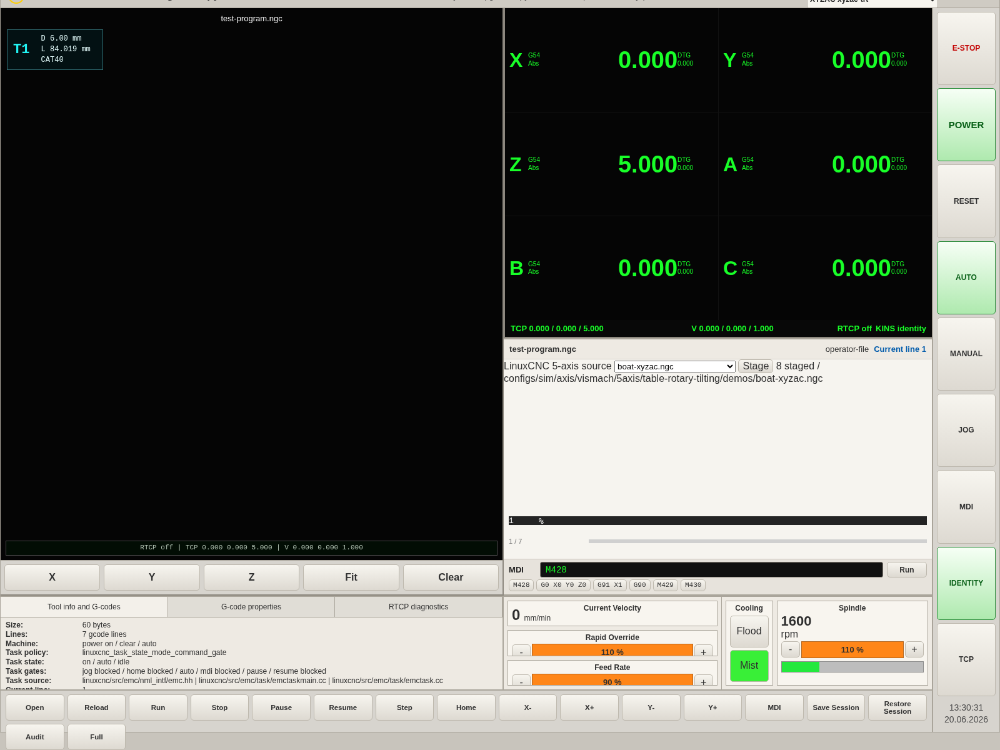 XYZAC xyzac-trt
test-program.ngc
T1
D 6.00 mm
L 84.019 mm
CAT40
X G54 Abs 0.000 DTG 0.000
Y G54 Abs 0.000 DTG 0.000
Z G54 Abs 5.000 DTG 0.000
A G54 Abs 0.000 DTG 0.000
B G54 Abs 0.000 DTG 0.000
C G54 Abs 0.000 DTG 0.000
TCP 0.000 / 0.000 / 5.000 V 0.000 / 0.000 / 1.000 RTCP off KINS identity
E-STOP
POWER
RESET
AUTO
MANUAL
JOG
MDI
IDENTITY
TCP
13:30:31
20.06.2026
test-program.ngc operator-file Current line 1
LinuxCNC 5-axis source boat-xyzac.ngc Stage 8 staged /
configs/sim/axis/vismach/5axis/table-rotary-tilting/demos/boat-xyzac.ngc
1 %
1 / 7
MDI M428 Run
M428 G0 X0 Y0 Z0 G91 X1 G90 M429 M430
RTCP off | TCP 0.000 0.000 5.000 | V 0.000 0.000 1.000
X Y Z Fit Clear
Tool info and G-codes G-code properties RTCP diagnostics
Size: 60 bytes
Lines: 7 gcode lines
Machine: power on / clear / auto
Task policy: linuxcnc_task_state_mode_command_gate
Task state: on / auto / idle
Task gates: jog blocked / home blocked / auto / mdi blocked / pause / resume blocked
Task source: linuxcnc/src/emc/nml_intf/emc.hh | linuxcnc/src/emc/task/emctaskmain.cc | linuxcnc/src/emc/task/emctask.cc
Current line: 1
Current Velocity
0 mm/min
Rapid Override
- 110 % +
Feed Rate
- 90 % +
Cooling
Flood
Mist
Spindle
1600
rpm
- 110 % +
Open Reload Run Stop Pause Resume Step Home X- X+ Y- Y+ MDI Save Session Restore Session
Audit Full